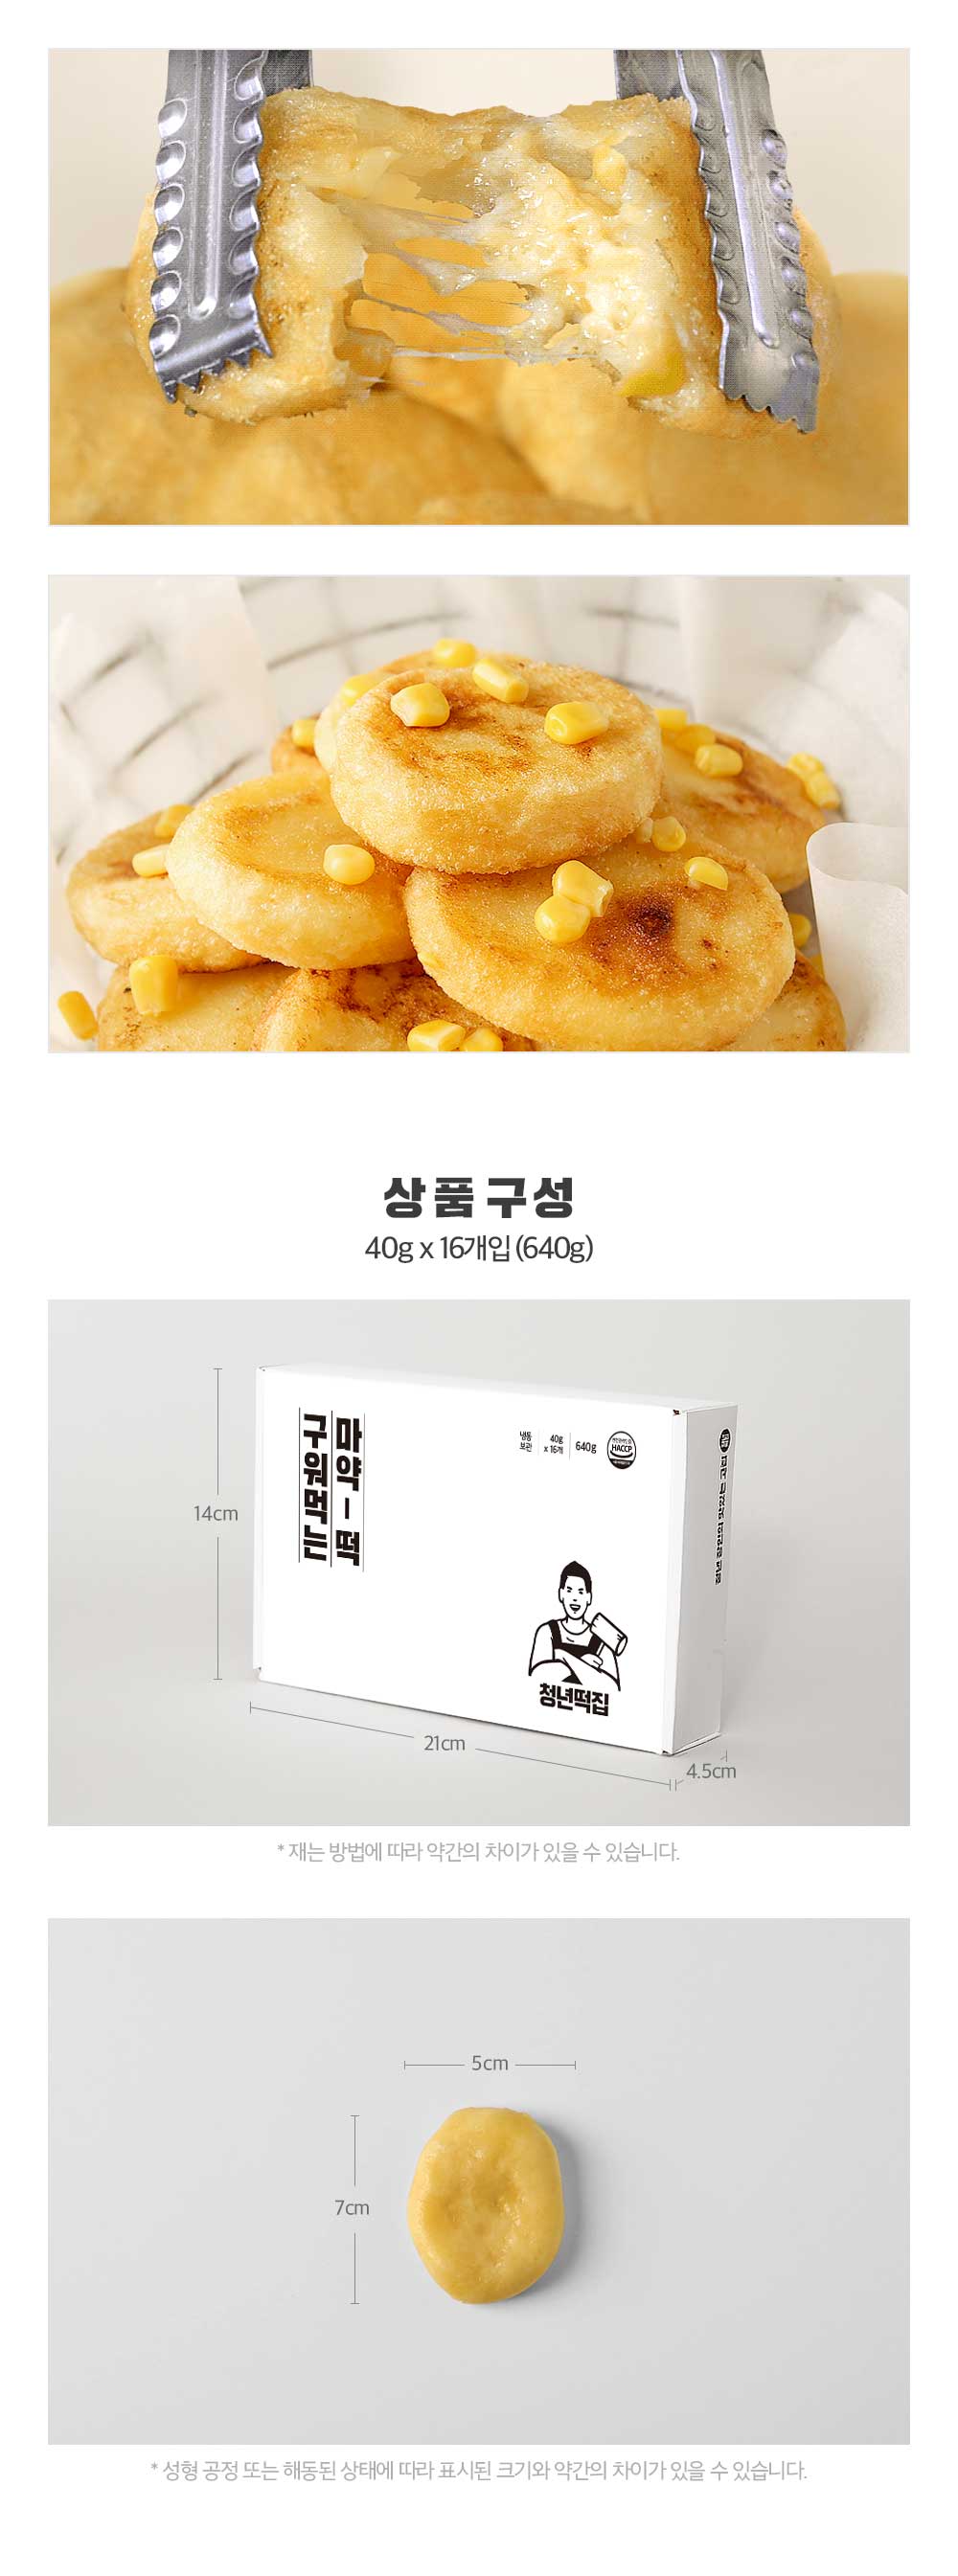 상품 구성
40g x 16개입 (640g)
구워먹는
마약-떡
냉동
보관
40g
x 16개
640g
HACCP
청년떡집
14cm
21cm
4.5cm
* 재는 방법에 따라 약간의 차이가 있을 수 있습니다.
5cm
7cm
* 성형 공정 또는 해동된 상태에 따라 표시된 크기와 약간의 차이가 있을 수 있습니다.